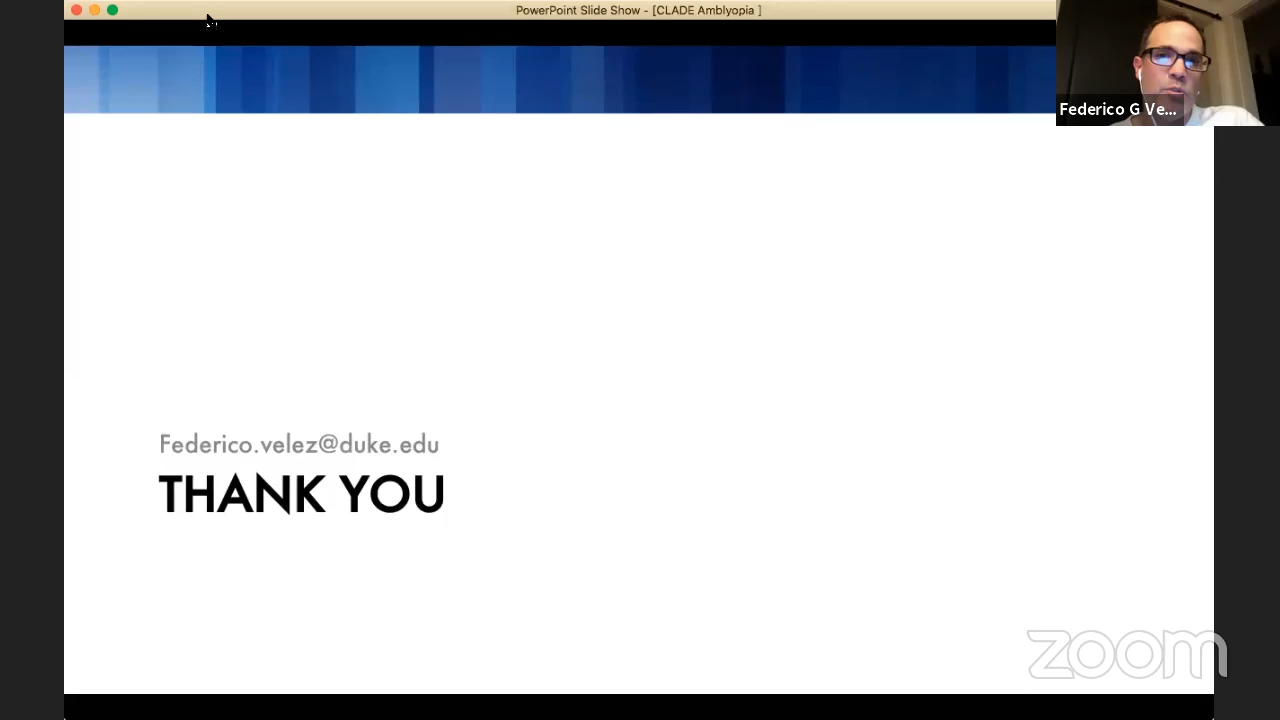 PowerPoint Slide Show - [CLADE Amblyopia ]
Federico G Ve...
Federico.velez@duke.edu
THANK YOU
zoom